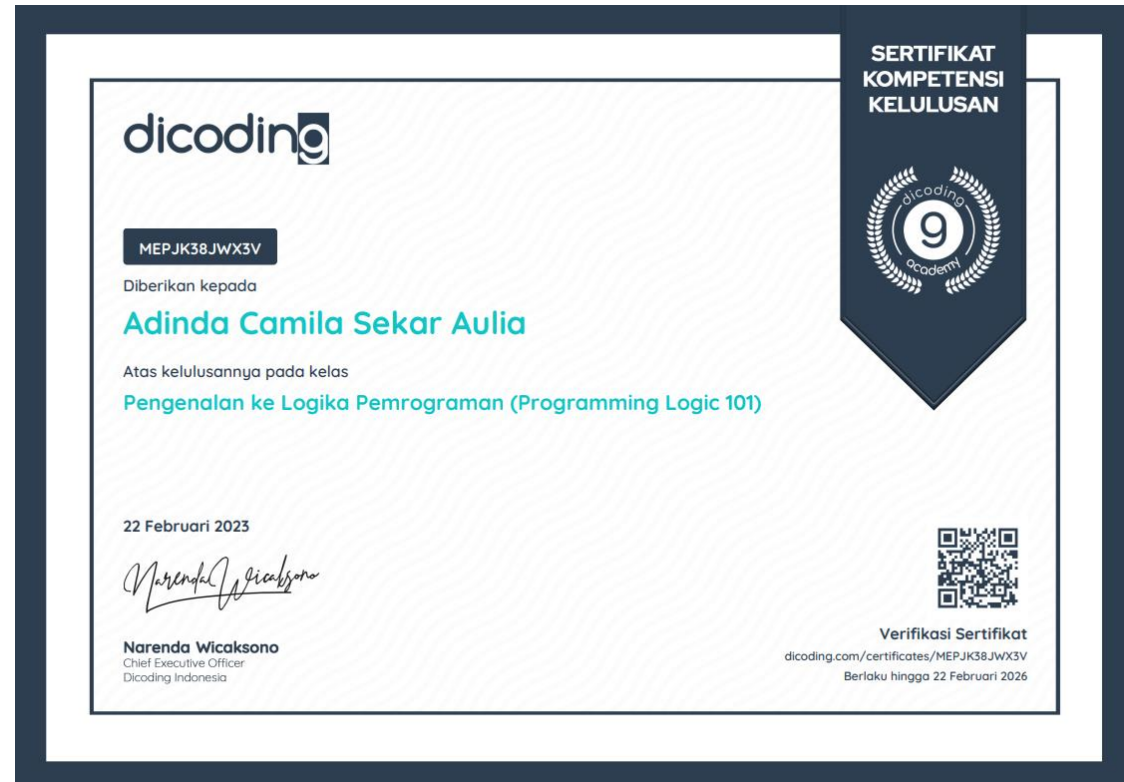 SERTIFIKAT
KOMPETENSI
KELULUSAN
dicoding
dicoding
9
academy
MEPJK38JWX3V
Diberikan kepada
Adinda Camila Sekar Aulia
Atas kelulusannya pada kelas
Pengenalan ke Logika Pemrograman (Programming Logic 101)
22 Februari 2023
Narenda Wicaksono
Narenda Wicaksono
Chief Executive Officer
Dicoding Indonesia
Verifikasi Sertifikat
dicoding.com/certificates/MEPJK38JWX3V
Berlaku hingga 22 Februari 2026